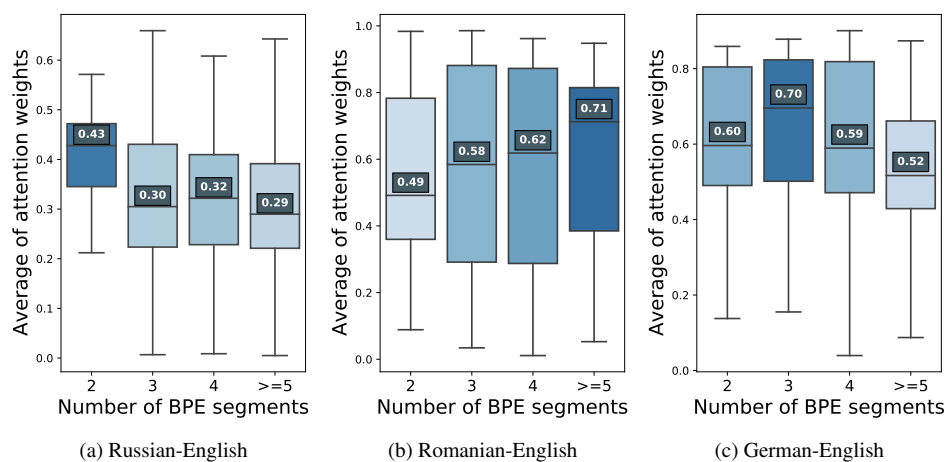 Average of attention weights
0.6
0.5
0.4
0.3
0.2
0.1
0.0
0.43
0.30
0.32
0.29
2 3 4 >=5
Number of BPE segments
(a) Russian-English
Average of attention weights
1.0
0.8
0.6
0.4
0.2
0.0
0.49
0.58
0.62
0.71
2 3 4 >=5
Number of BPE segments
(b) Romanian-English
Average of attention weights
0.8
0.6
0.4
0.2
0.0
0.60
0.70
0.59
0.52
2 3 4 >=5
Number of BPE segments
(c) German-English